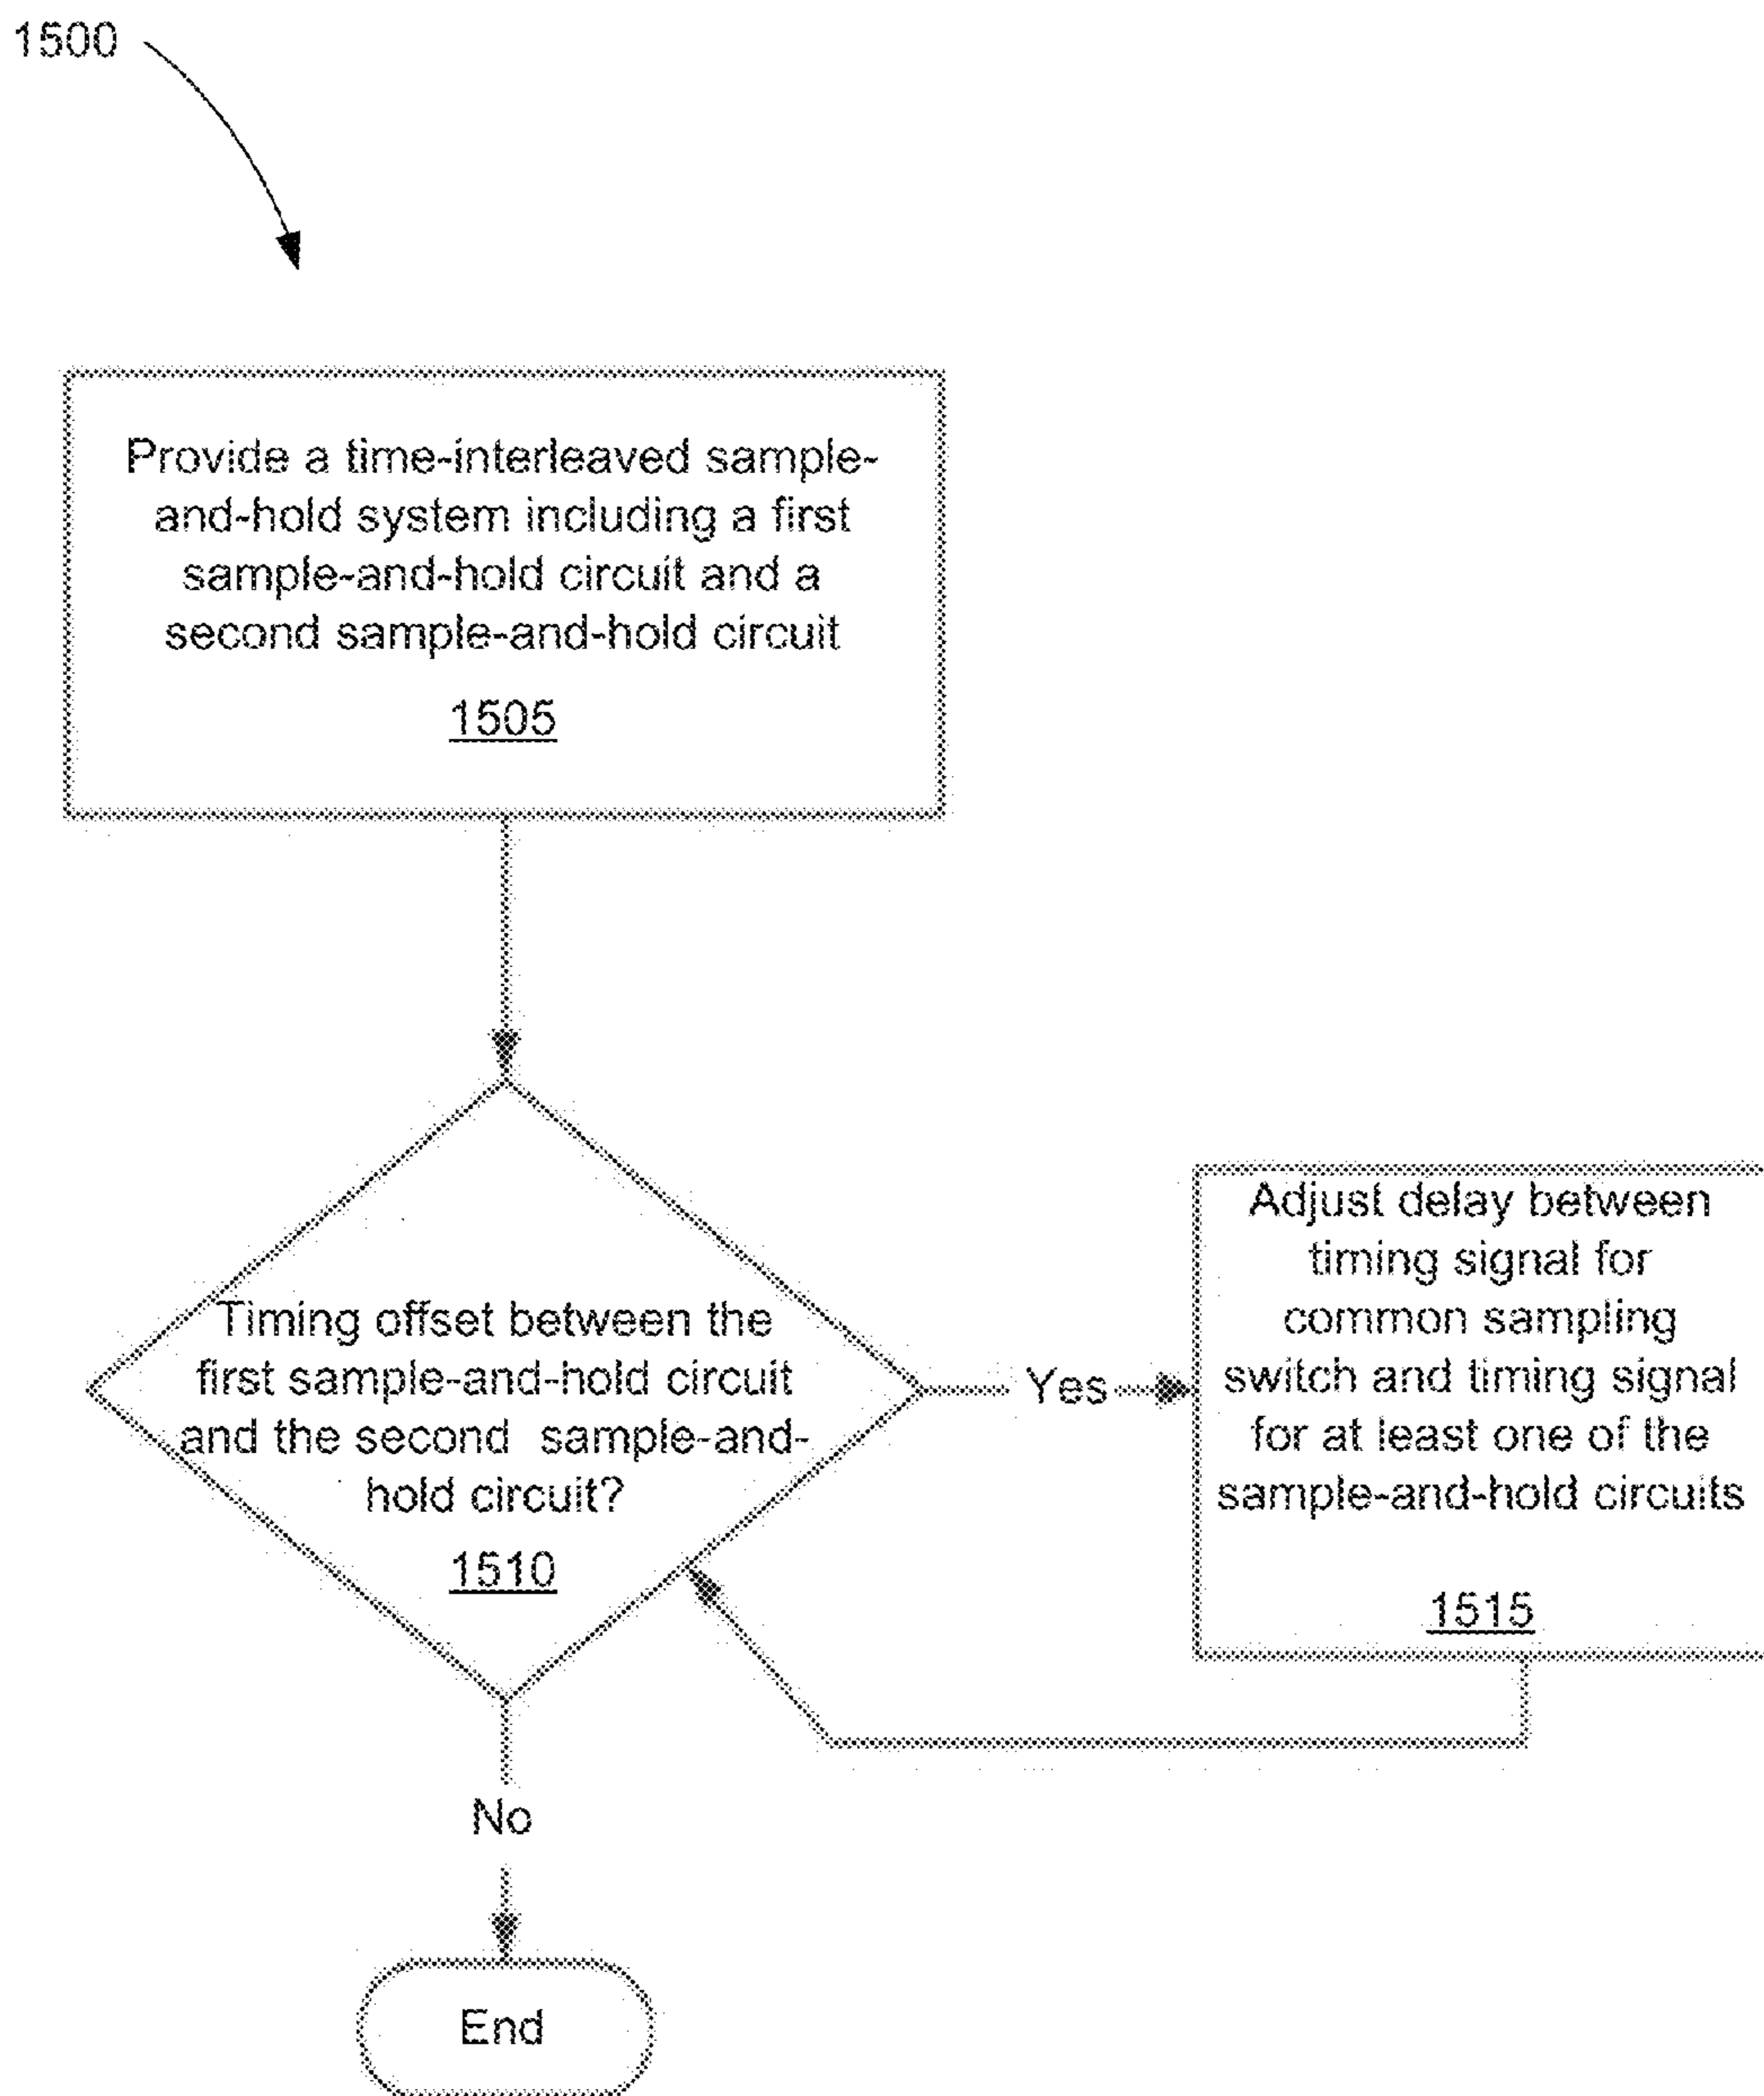 1500
Provide a time-interleaved sample-
and-hold system including a first
sample-and-hold circuit and a
second sample-and-hold circuit
1505
Timing offset between the
first sample-and-hold circuit
and the second sample-and-
hold circuit?
1510
Yes
Adjust delay between
timing signal for
common sampling
switch and timing signal
for at least one of the
sample-and-hold circuits
1515
No
End